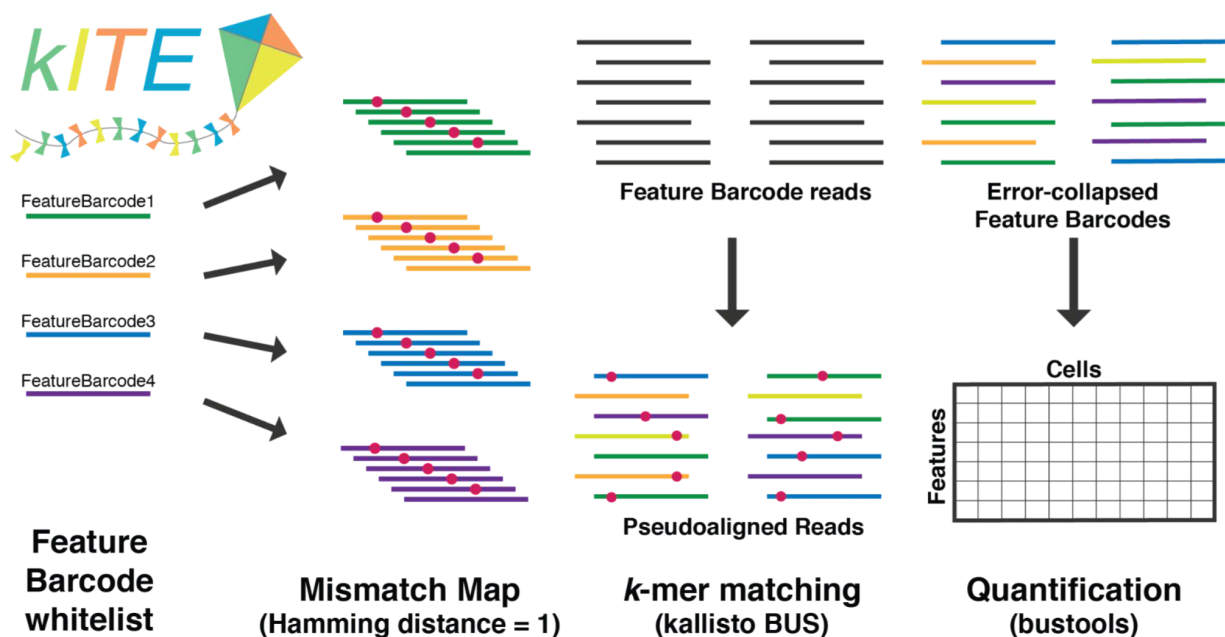 kITE
FeatureBarcode1
FeatureBarcode2
FeatureBarcode3
FeatureBarcode4
Feature
Barcode
whitelist
Mismatch Map
(Hamming distance = 1)
Feature Barcode reads
Pseudoaligned Reads
k-mer matching
(kallisto BUS)
Error-collapsed
Feature Barcodes
Cells
Features
Quantification
(bustools)